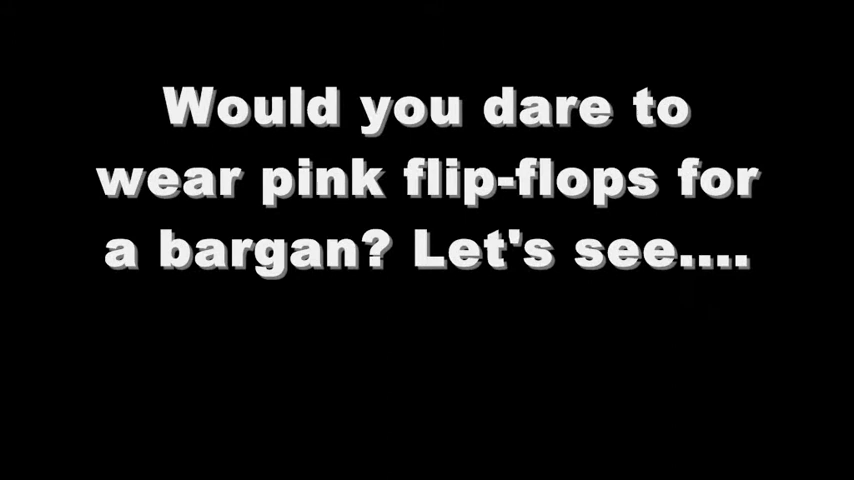 Would you dare to
wear pink flip-flops for
a bargan? Let's see....